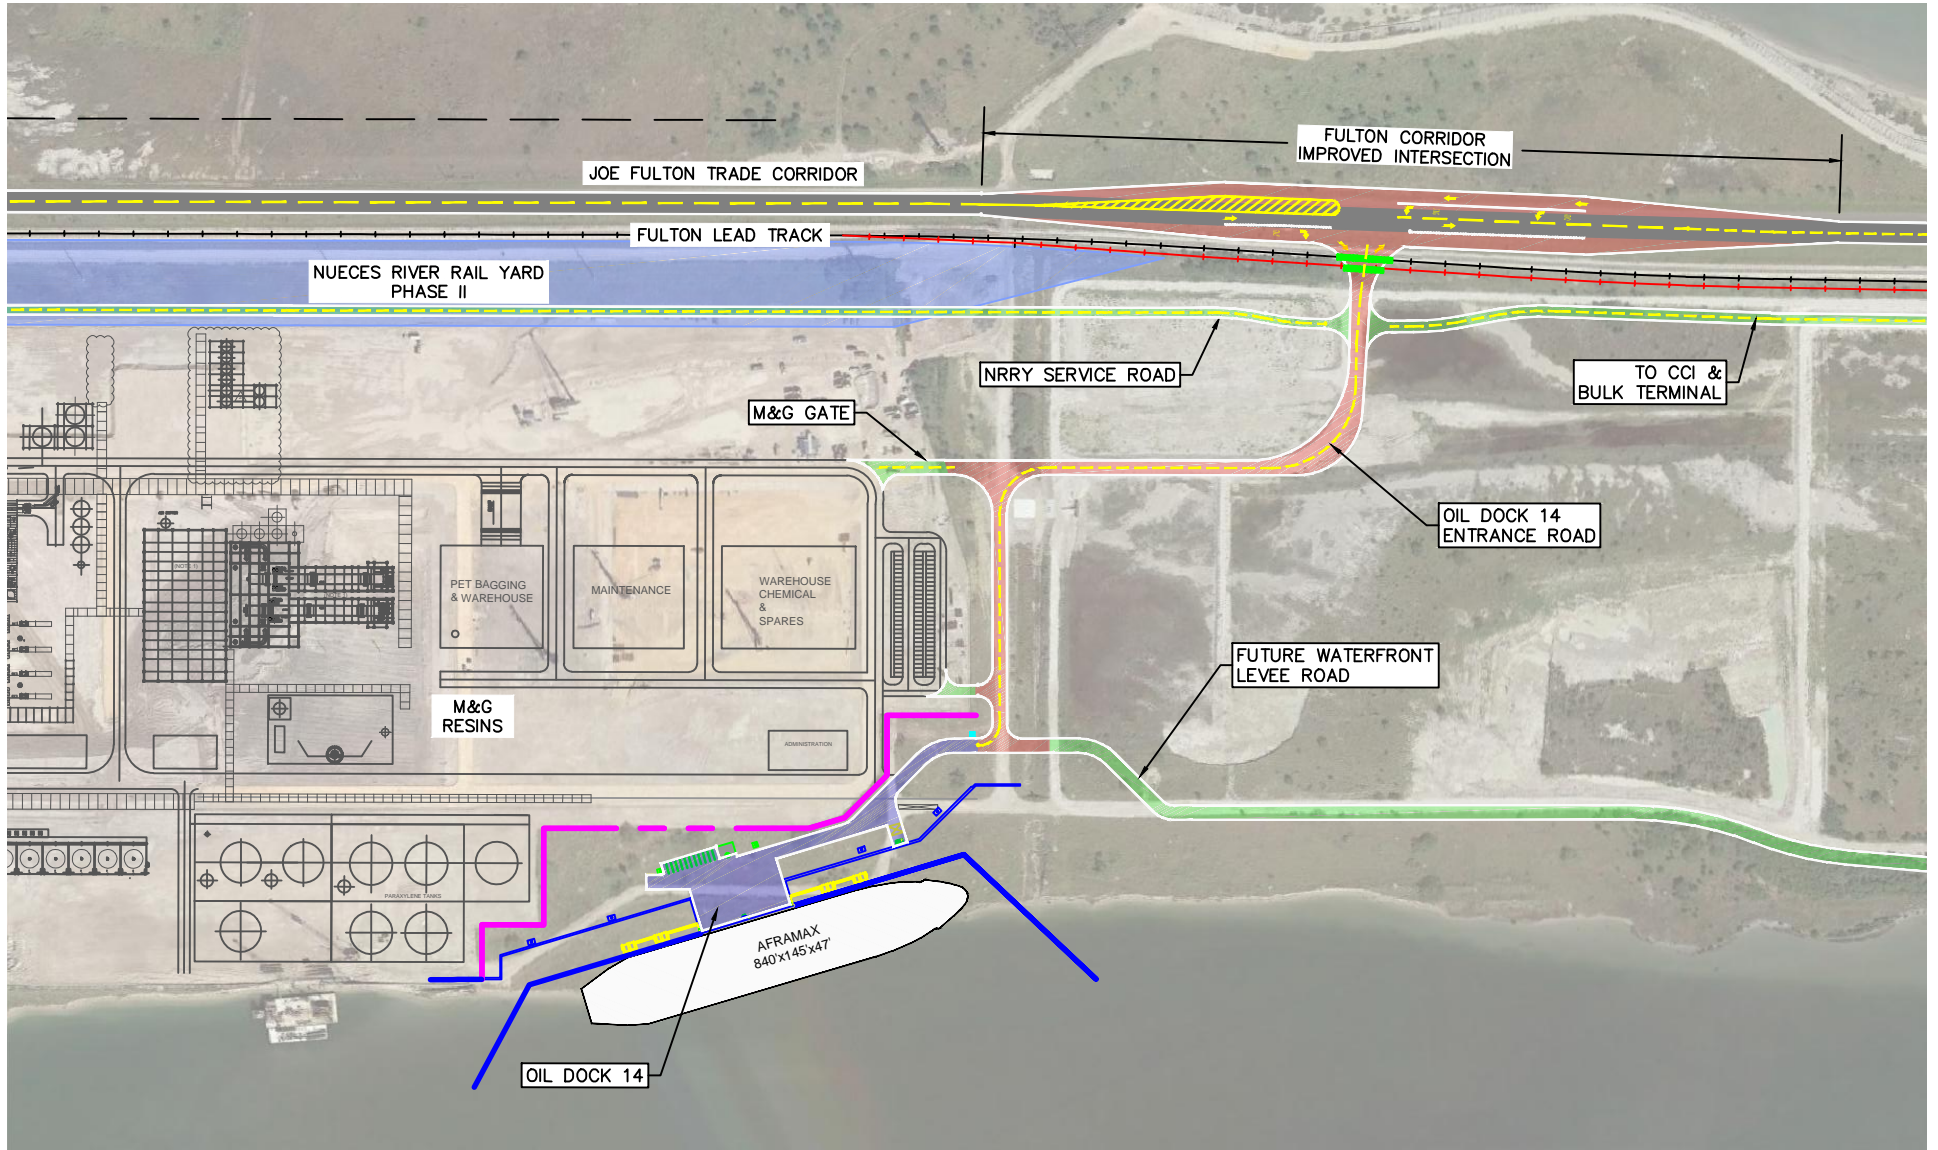 FULTON CORRIDOR
IMPROVED INTERSECTION
JOE FULTON TRADE CORRIDOR
FULTON LEAD TRACK
NUECES RIVER RAIL YARD
PHASE II
NRRY SERVICE ROAD
TO CCI &
BULK TERMINAL
M&G GATE
OIL DOCK 14
ENTRANCE ROAD
PET BAGGING
& WAREHOUSE
MAINTENANCE
WAREHOUSE
CHEMICAL
&
SPARES
(NOTE 1)
FUTURE WATERFRONT
LEVEE ROAD
M&G
RESINS
ADMINISTRATION
PARAXYLENE TANKS
AFRAMAX
840'x145'x47'
OIL DOCK 14